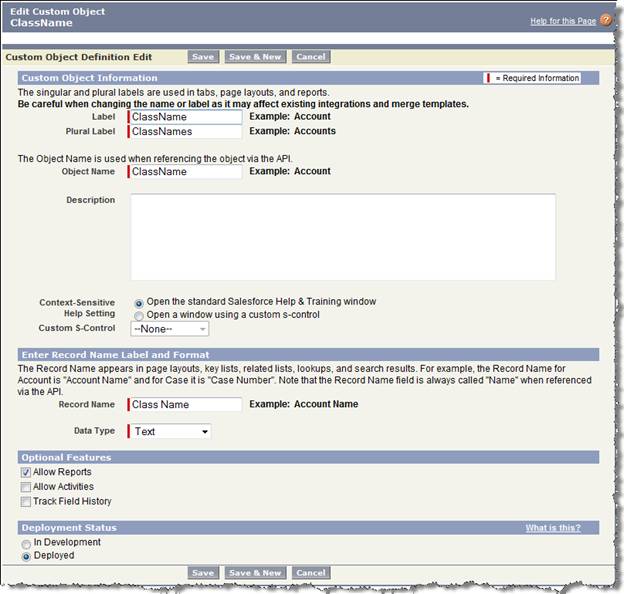 Edit Custom Object
ClassName
Help for this Page ?
Custom Object Definition Edit Save Save & New Cancel
Custom Object Information = Required Information
The singular and plural labels are used in tabs, page layouts, and reports.
Be careful when changing the name or label as it may affect existing integrations and merge templates.
Label ClassName Example: Account
Plural Label ClassNames Example: Accounts
The Object Name is used when referencing the object via the API.
Object Name ClassName Example: Account
Description
Context-Sensitive Open the standard Salesforce Help & Training window
Help Setting Open a window using a custom s-control
Custom S-Control --None--
Enter Record Name Label and Format
The Record Name appears in page layouts, key lists, related lists, lookups, and search results. For example, the Record Name for
Account is "Account Name" and for Case it is "Case Number". Note that the Record Name field is always called "Name" when referenced
via the API.
Record Name Class Name Example: Account Name
Data Type Text
Optional Features
Allow Reports
Allow Activities
Track Field History
Deployment Status What is this?
In Development
Deployed
Save Save & New Cancel